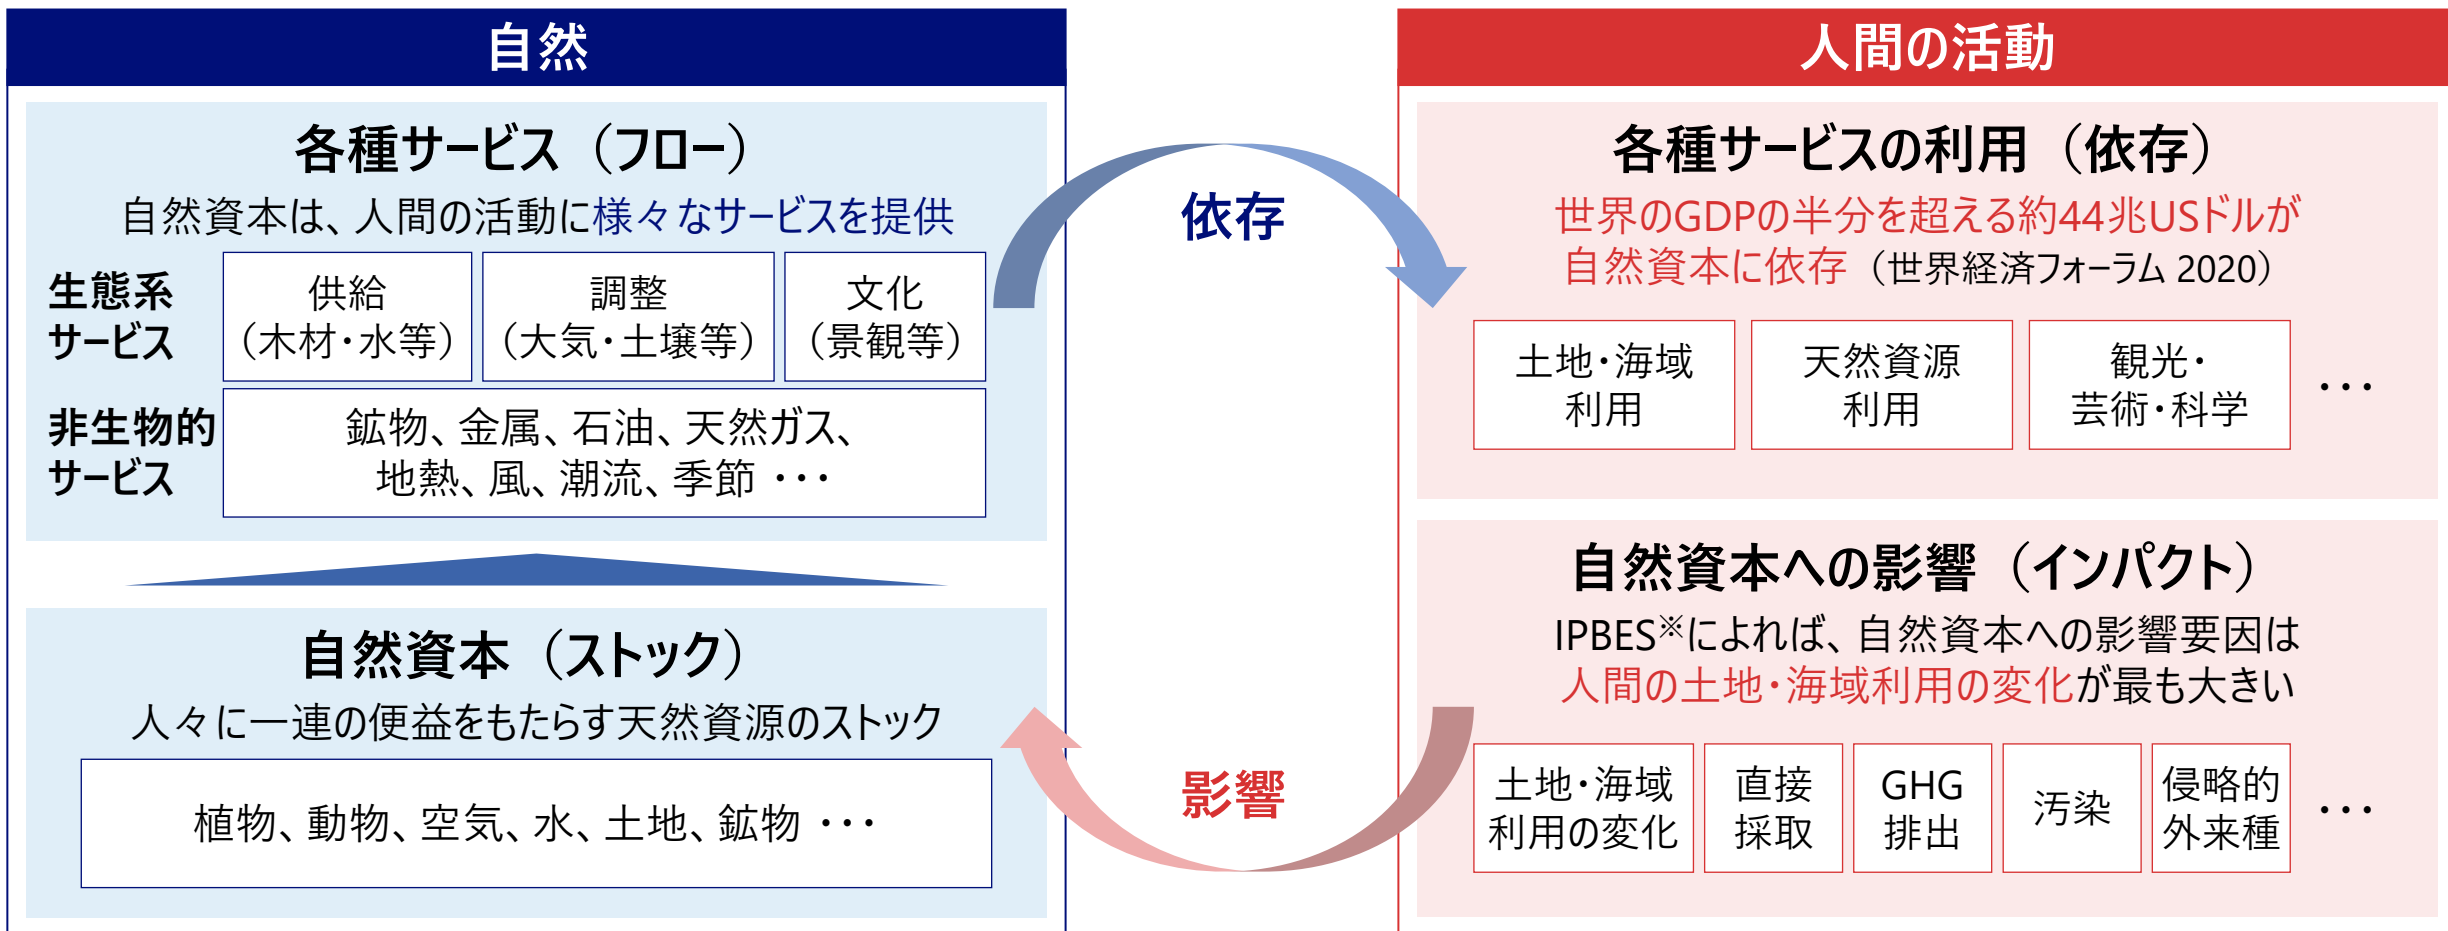 自然
各種サービス（フロー）
自然資本は、人間の活動に様々なサービスを提供
生態系
サービス
供給
（木材・水等）
調整
（大気・土壌等）
文化
（景観等）
非生物的
サービス
鉱物、金属、石油、天然ガス、
地熱、風、潮流、季節 ・・・
自然資本（ストック）
人々に一連の便益をもたらす天然資源のストック
植物、動物、空気、水、土地、鉱物 ・・・
依存
影響
人間の活動
各種サービスの利用（依存）
世界のGDPの半分を超える約44兆USドルが
自然資本に依存（世界経済フォーラム 2020）
土地・海域
利用
天然資源
利用
観光・
芸術・科学
・・・
自然資本への影響（インパクト）
IPBES※によれば、自然資本への影響要因は
人間の土地・海域利用の変化が最も大きい
土地・海域
利用の変化
直接
採取
GHG
排出
汚染
侵略的
外来種
・・・